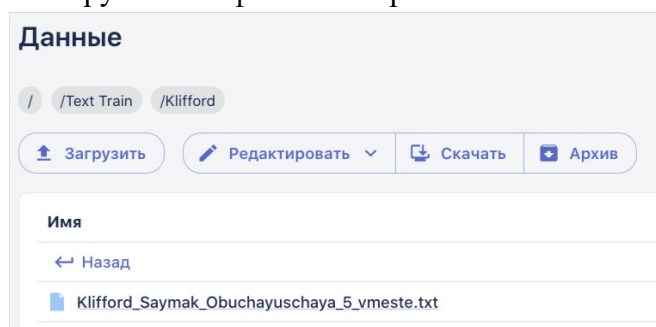 Данные
/ /Text Train /Klifford
Загрузить Редактировать Скачать Архив
Имя
Назад
Klifford_Saymak_Obuchayuschaya_5_vmeste.txt